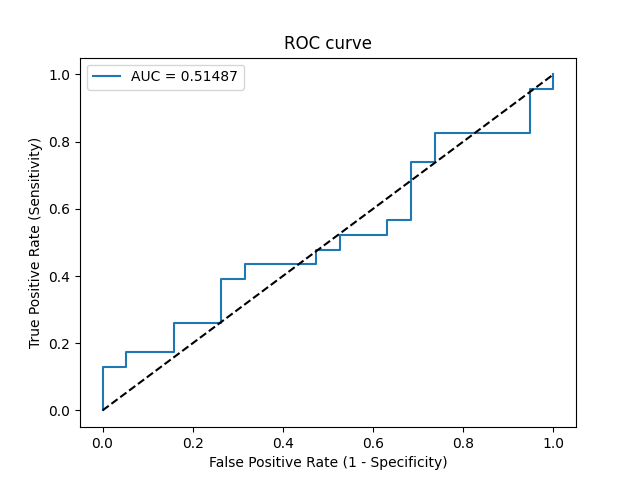 ROC curve
AUC = 0.51487
True Positive Rate (Sensitivity)
1.0
0.8
0.6
0.4
0.2
0.0
0.0 0.2 0.4 0.6 0.8 1.0
False Positive Rate (1 - Specificity)